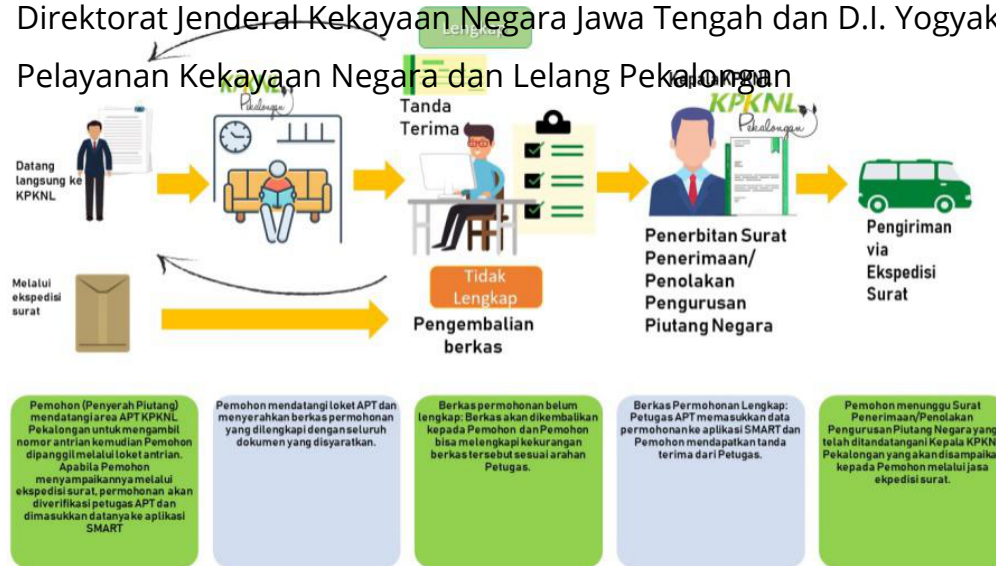 Direktorat Jenderal Kekayaan Negara Jawa Tengah dan D.I. Yogyak
Pelayanan Kekayaan Negara dan Lelang Pekalongan
Lengkap
KPKNL
Pekalongan
Kepala KPKNL
KPKNL
Pekalongan
Datang
langsung ke
KPKNL
Tanda
Terima
Melalui
ekspedisi
surat
Tidak
Lengkap
Pengembalian
berkas
Penerbitan Surat
Penerimaan/
Penolakan
Pengurusan
Piutang Negara
Pengiriman
via
Ekspedisi
Surat
Pemohon (Penyerah Piutang)
mendatangi area APT KPKNL
Pekalongan untuk mengambil
nomor antrian kemudian Pemohon
dipanggil melalui loket antrian.
Apabila Pemohon
menyampaikannya melalui
ekspedisi surat, permohonan akan
diverifikasi petugas APT dan
dimasukkan datanya ke aplikasi
SMART
Pemohon mendatangi loket APT dan
menyerahkan berkas permohonan
yang dilengkapi dengan seluruh
dokumen yang disyaratkan.
Berkas permohonan belum
lengkap: Berkas akan dikembalikan
kepada Pemohon dan Pemohon
bisa melengkapi kekurangan
berkas tersebut sesuai arahan
Petugas.
Berkas Permohonan Lengkap:
Petugas APT memasukkan data
permohonan ke aplikasi SMART dan
Pemohon mendapatkan tanda
terima dari Petugas.
Pemohon menunggu Surat
Penerimaan/Penolakan
Pengurusan Piutang Negara yang
telah ditandatangani Kepala KPKN
Pekalongan yang akan disampaika
kepada Pemohon melalui jasa
ekpedisi surat.